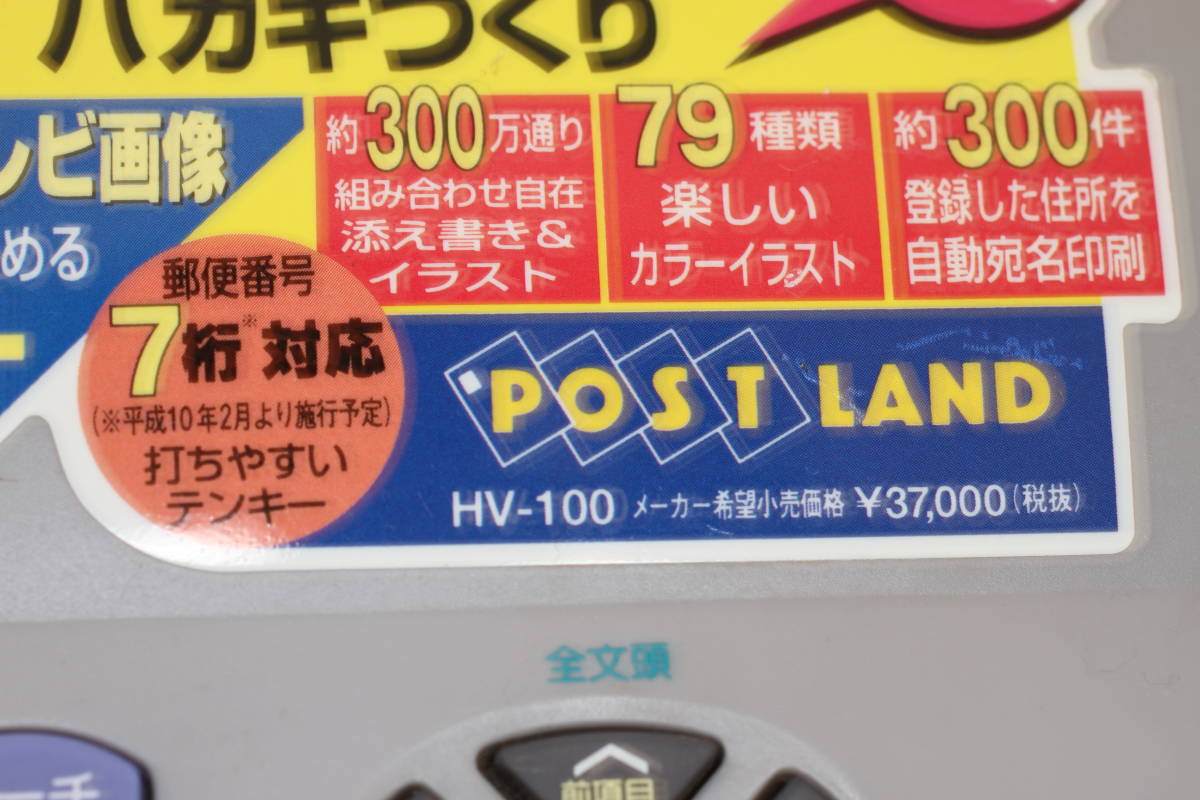 ハガキづくり
レビ画像
める
約300万通り
組み合わせ自在
添え書き&
イラスト
79種類
楽しい
カラーイラスト
約300件
登録した住所を
自動宛名印刷
郵便番号
7桁※対応
(※平成10年2月より施行予定)
打ちやすい
テンキー
POST LAND
HV-100 メーカー希望小売価格 ¥37,000(税抜)
全文頭
前項目
ーチ